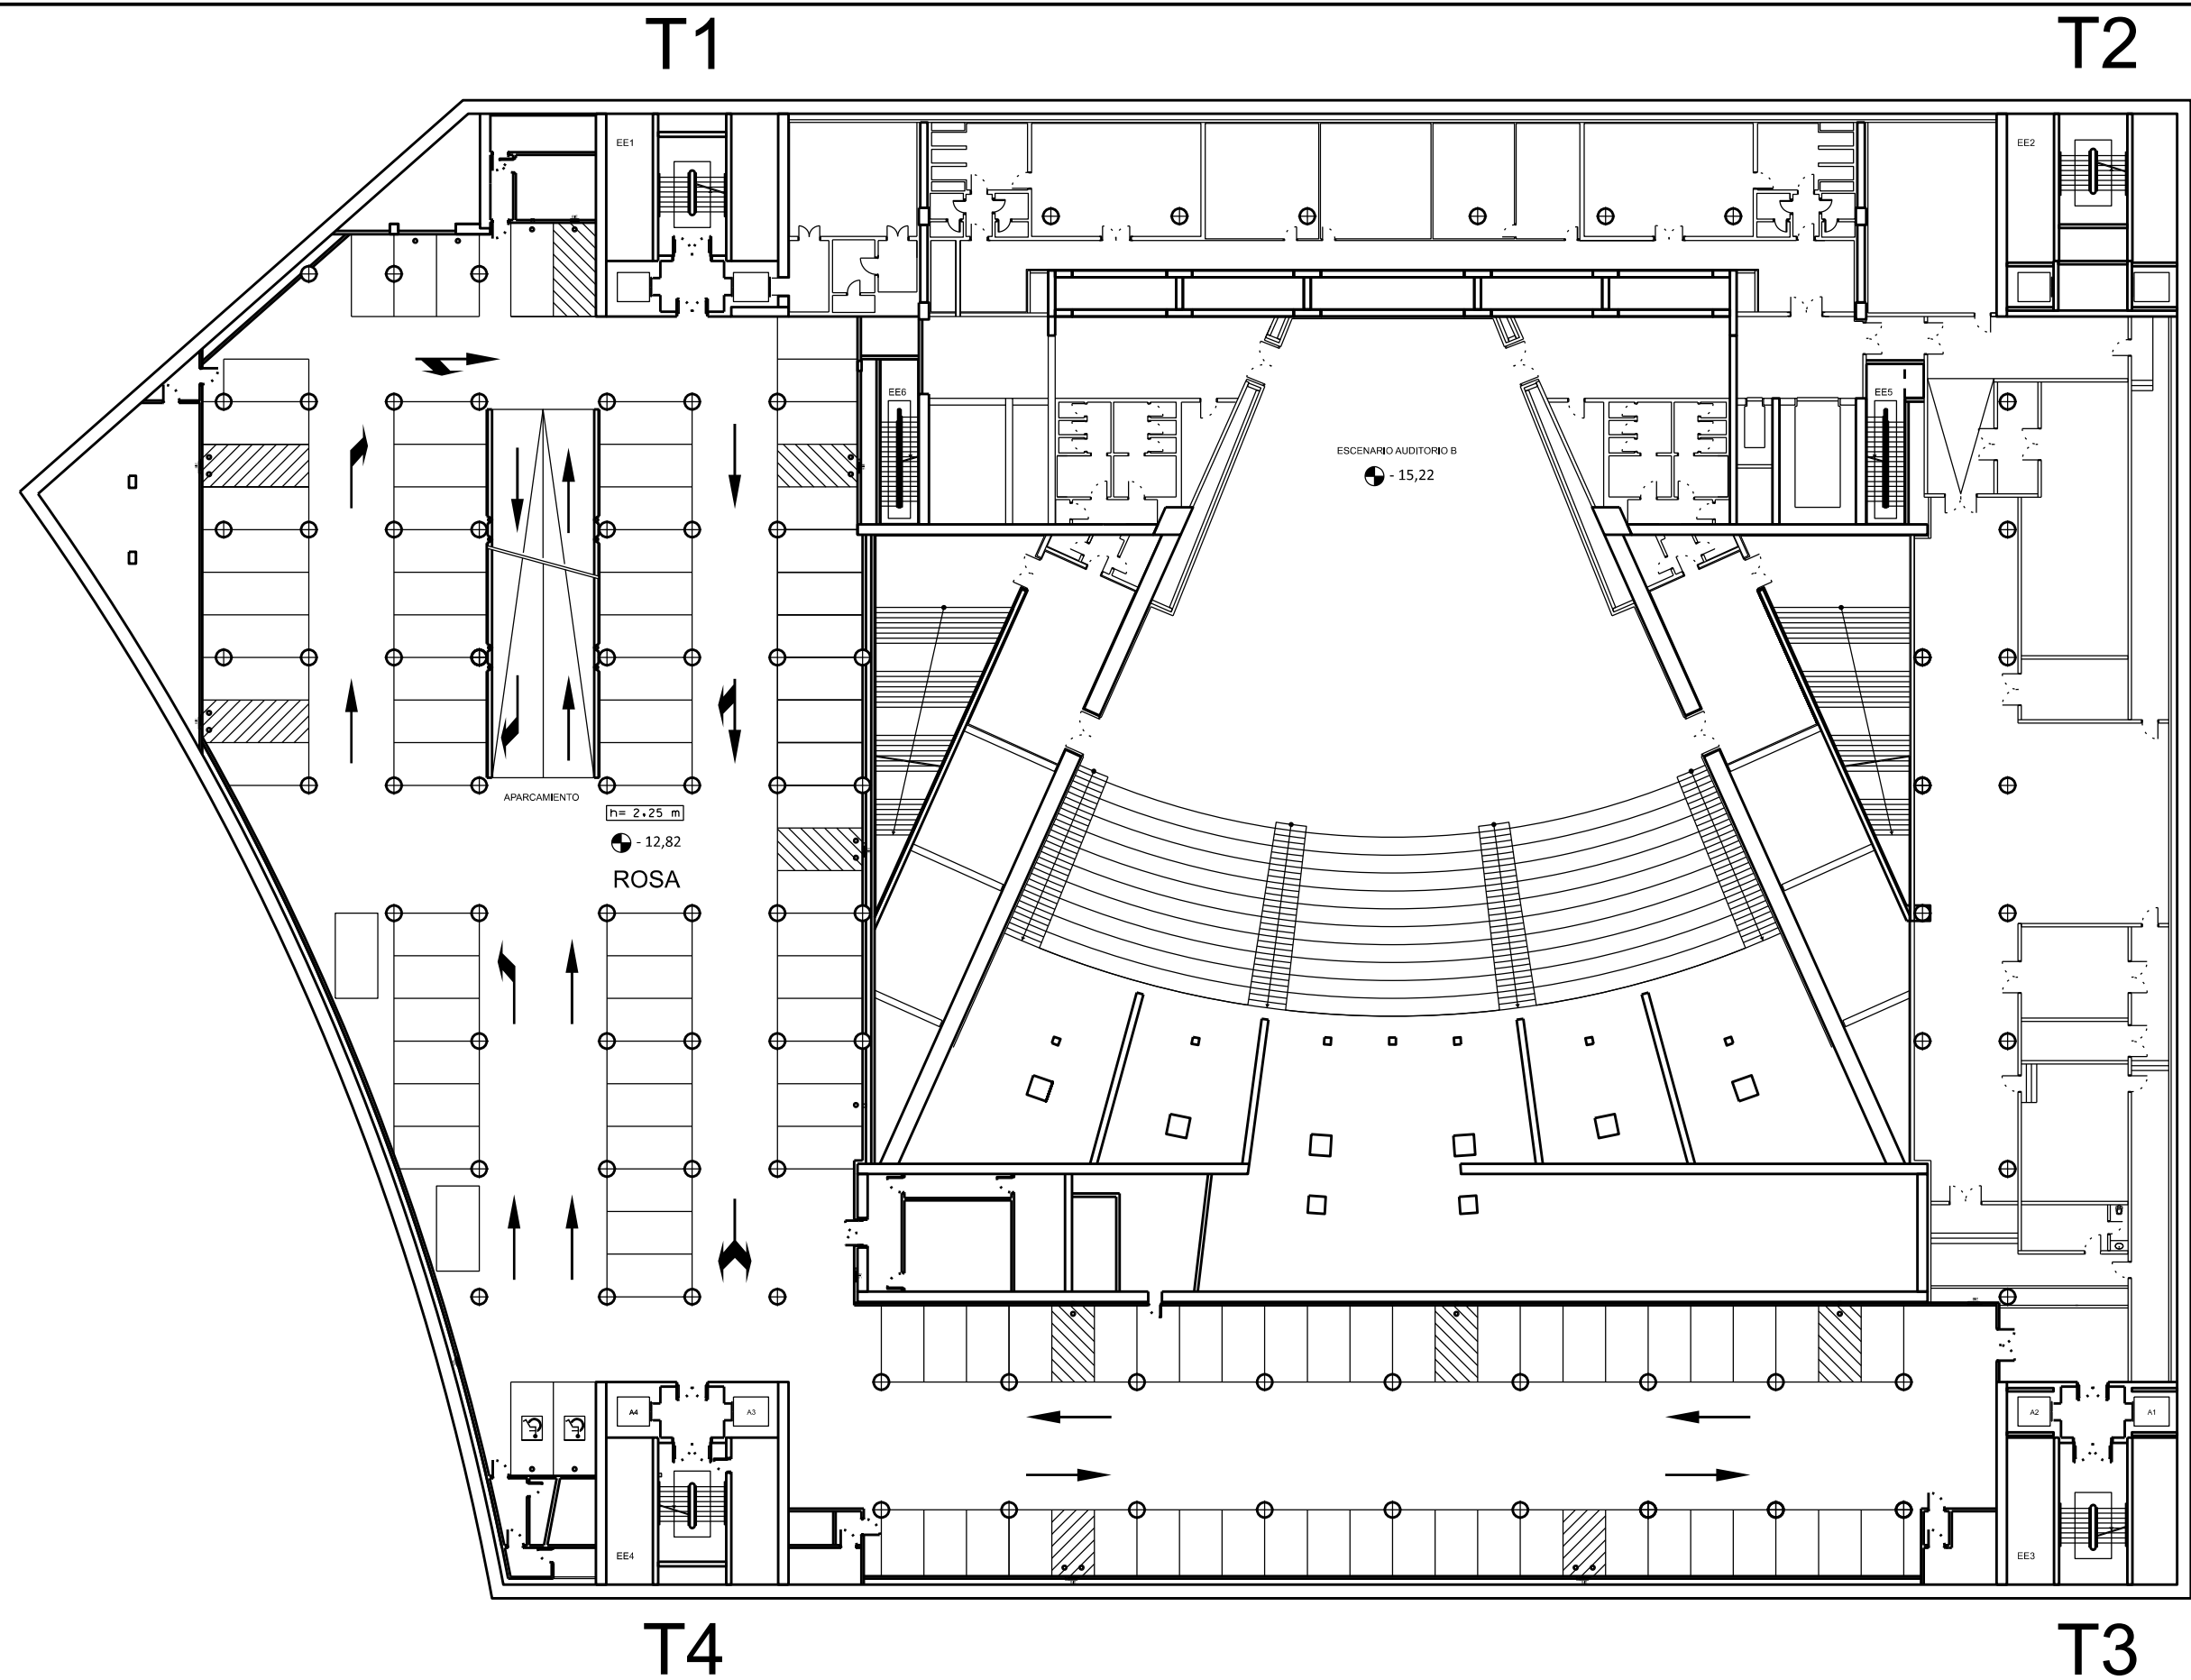 T1
T2
EE1
EE2
EE6
EE5
ESCENARIO AUDITORIO B
- 15,22
APARCAMIENTO
h= 2.25 m
- 12,82
ROSA
A4
A3
A2
A1
EE4
EE3
T4
T3